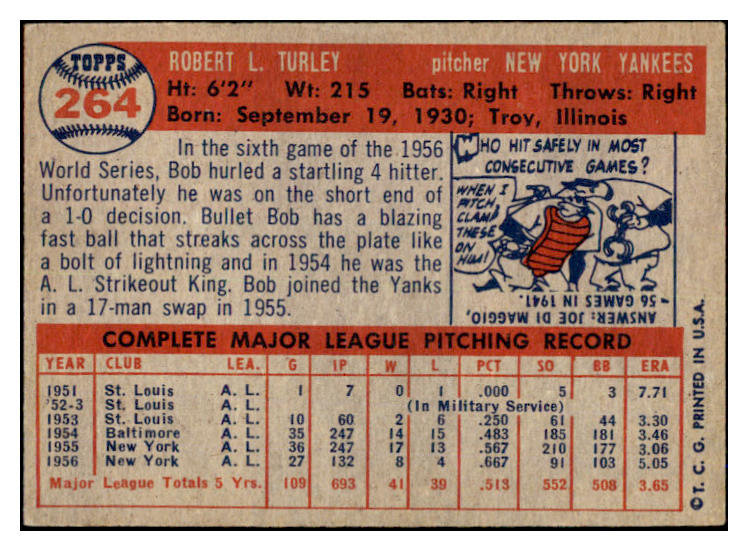 TOPPS
264
ROBERT L. TURLEY pitcher NEW YORK YANKEES
Ht: 6'2" Wt: 215 Bats: Right Throws: Right
Born: September 19, 1930; Troy, Illinois
In the sixth game of the 1956
World Series, Bob hurled a startling 4 hitter.
Unfortunately he was on the short end of
a 1-0 decision. Bullet Bob has a blazing
fast ball that streaks across the plate like
a bolt of lightning and in 1954 he was the
A. L. Strikeout King. Bob joined the Yanks
in a 17-man swap in 1955.
WHO HIT SAFELY IN MOST
CONSECUTIVE GAMES?
WHEN I
PITCH,
CLAMP
THESE
ON
HIM!
ANSWER: JOE DI MAGGIO,
56 GAMES IN 1941.
COMPLETE MAJOR LEAGUE PITCHING RECORD
YEAR CLUB LEA. G IP W L PCT SO BB ERA
1951 St. Louis A. L. 1 7 0 1 .000 5 3 7.71
'52-3 St. Louis A. L. (In Military Service)
1953 St. Louis A. L. 10 60 2 6 .250 61 44 3.30
1954 Baltimore A. L. 35 247 14 15 .483 185 181 3.46
1955 New York A. L. 36 247 17 13 .567 210 177 3.06
1956 New York A. L. 27 132 8 4 .667 91 103 5.05
Major League Totals 5 Yrs. 109 693 41 39 .513 552 508 3.65
©T. C. G. PRINTED IN U.S.A.